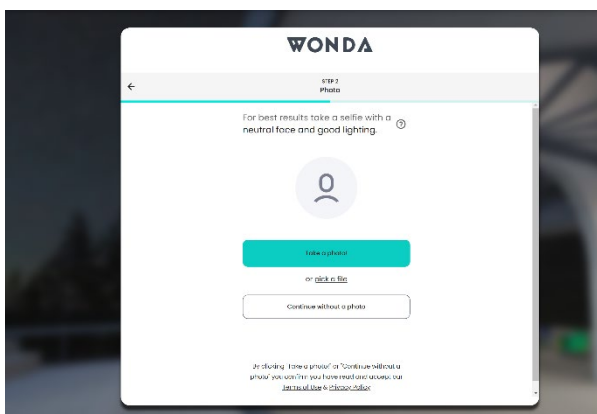 WONDA
STEP 2
Photo
For best results take a selfie with a
neutral face and good lighting.
Take a photo!
or pick a file
Continue without a photo
By clicking "Take a photo!" or "Continue without a
photo" you confirm you have read and accept our
Terms of Use & Privacy Policy